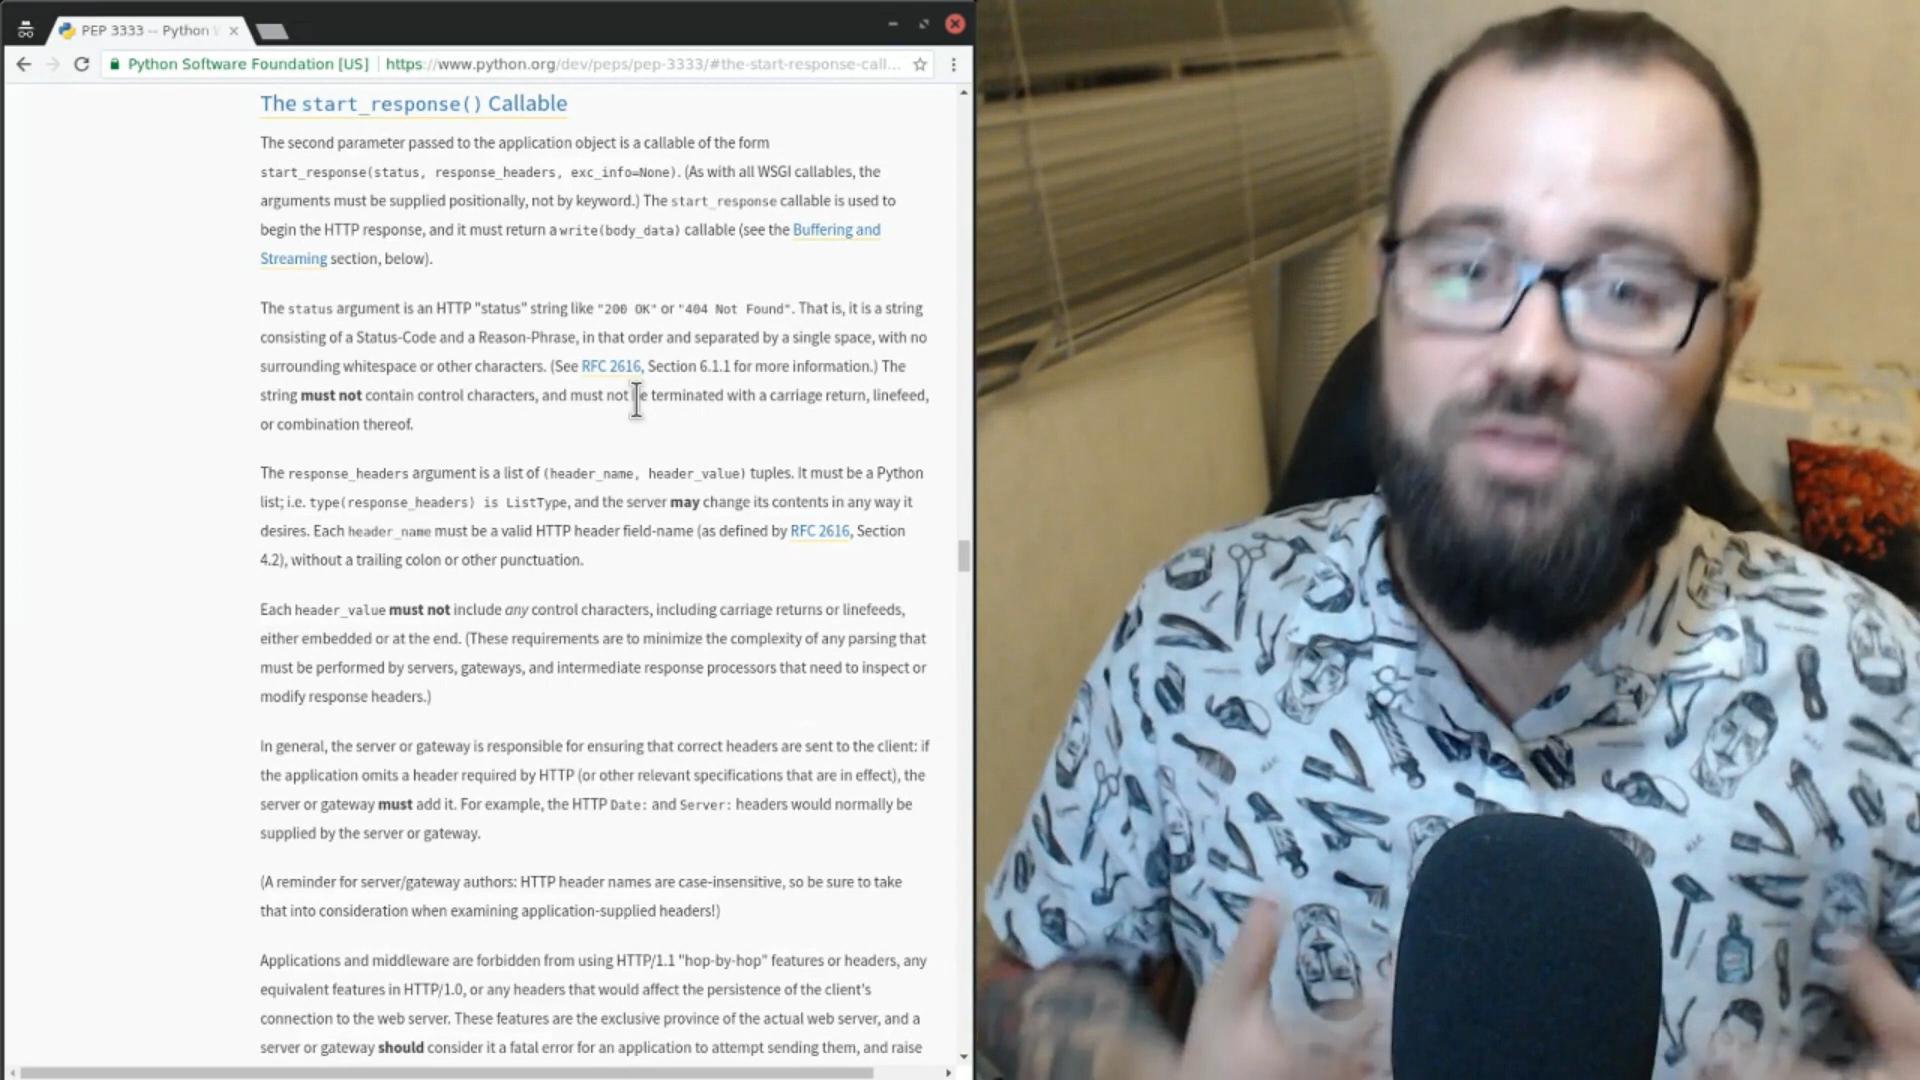 PEP 3333 -- Python
Python Software Foundation [US] https://www.python.org/dev/peps/pep-3333/#the-start-response-call...
The start_response() Callable
The second parameter passed to the application object is a callable of the form
start_response(status, response_headers, exc_info=None). (As with all WSGI callables, the
arguments must be supplied positionally, not by keyword.) The start_response callable is used to
begin the HTTP response, and it must return a write(body_data) callable (see the Buffering and
Streaming section, below).
The status argument is an HTTP "status" string like "200 OK" or "404 Not Found". That is, it is a string
consisting of a Status-Code and a Reason-Phrase, in that order and separated by a single space, with no
surrounding whitespace or other characters. (See RFC 2616, Section 6.1.1 for more information.) The
string must not contain control characters, and must not be terminated with a carriage return, linefeed,
or combination thereof.
The response_headers argument is a list of (header_name, header_value) tuples. It must be a Python
list; i.e. type(response_headers) is ListType, and the server may change its contents in any way it
desires. Each header_name must be a valid HTTP header field-name (as defined by RFC 2616, Section
4.2), without a trailing colon or other punctuation.
Each header_value must not include any control characters, including carriage returns or linefeeds,
either embedded or at the end. (These requirements are to minimize the complexity of any parsing that
must be performed by servers, gateways, and intermediate response processors that need to inspect or
modify response headers.)
In general, the server or gateway is responsible for ensuring that correct headers are sent to the client: if
the application omits a header required by HTTP (or other relevant specifications that are in effect), the
server or gateway must add it. For example, the HTTP Date: and Server: headers would normally be
supplied by the server or gateway.
(A reminder for server/gateway authors: HTTP header names are case-insensitive, so be sure to take
that into consideration when examining application-supplied headers!)
Applications and middleware are forbidden from using HTTP/1.1 "hop-by-hop" features or headers, any
equivalent features in HTTP/1.0, or any headers that would affect the persistence of the client's
connection to the web server. These features are the exclusive province of the actual web server, and a
server or gateway should consider it a fatal error for an application to attempt sending them, and raise